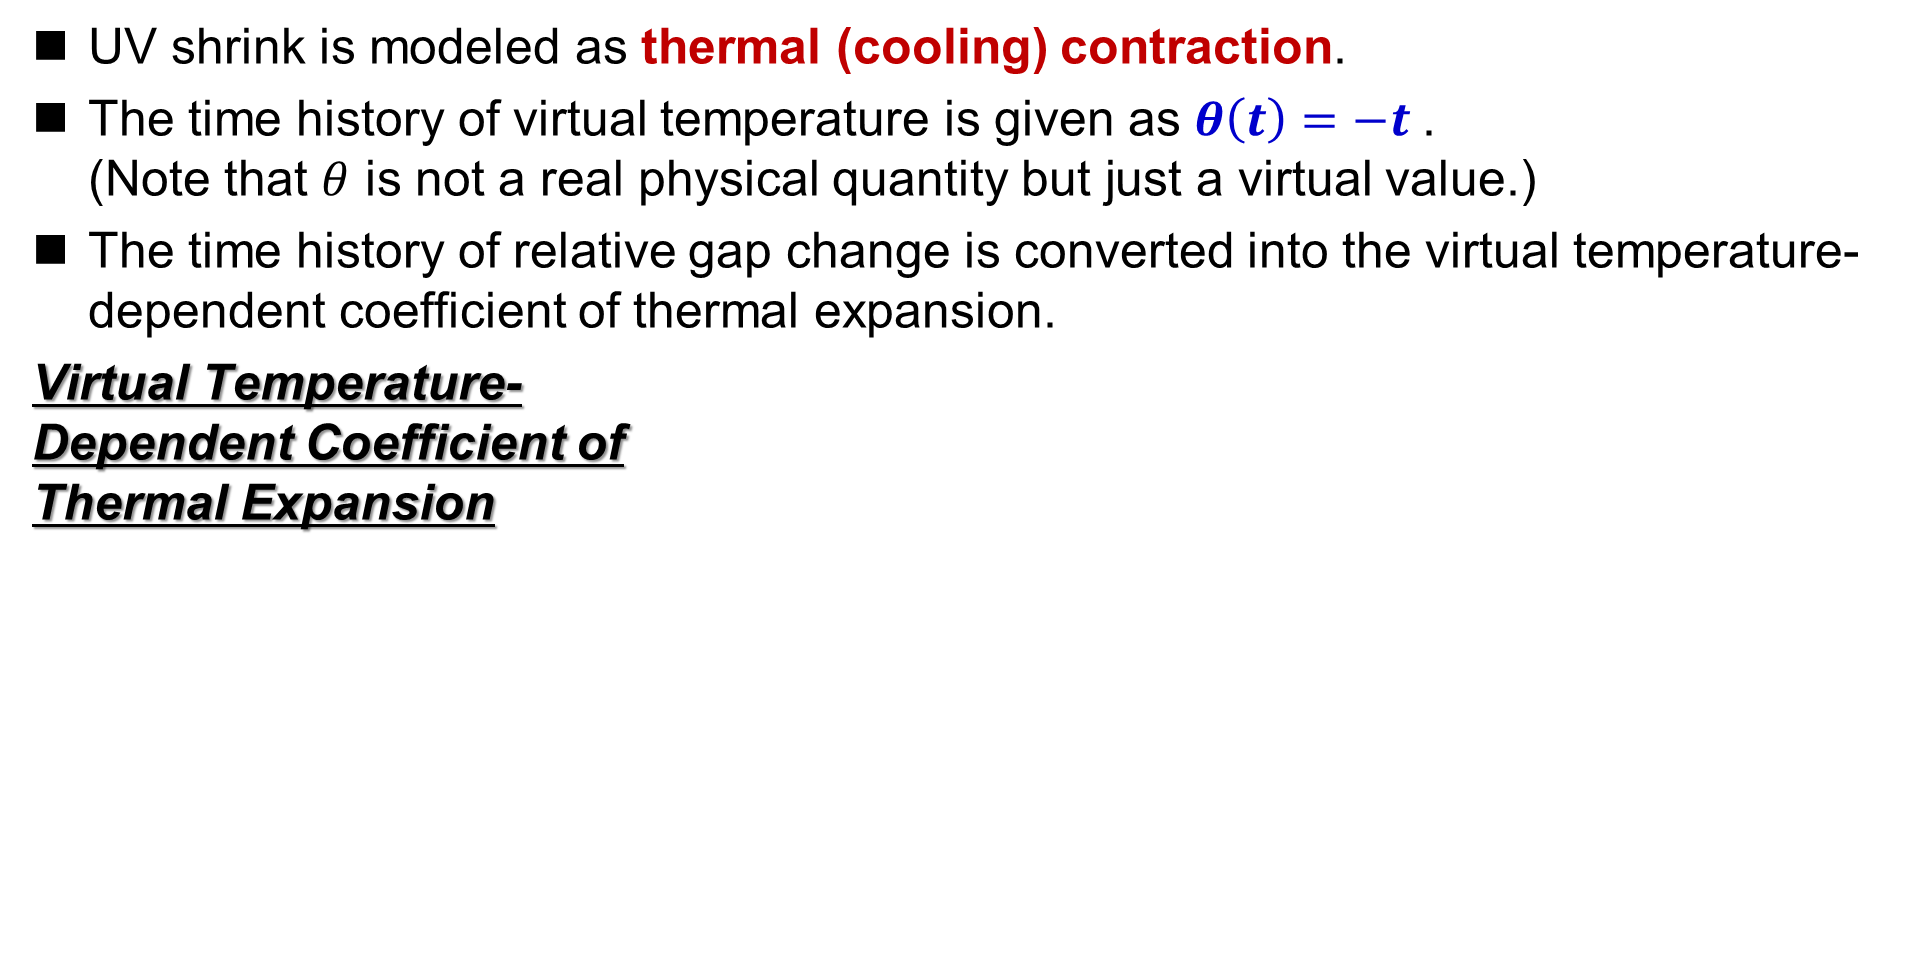 ■ UV shrink is modeled as thermal (cooling) contraction.
■ The time history of virtual temperature is given as θ(t) = −t .
(Note that θ is not a real physical quantity but just a virtual value.)
■ The time history of relative gap change is converted into the virtual temperature-
dependent coefficient of thermal expansion.
Virtual Temperature-
Dependent Coefficient of
Thermal Expansion